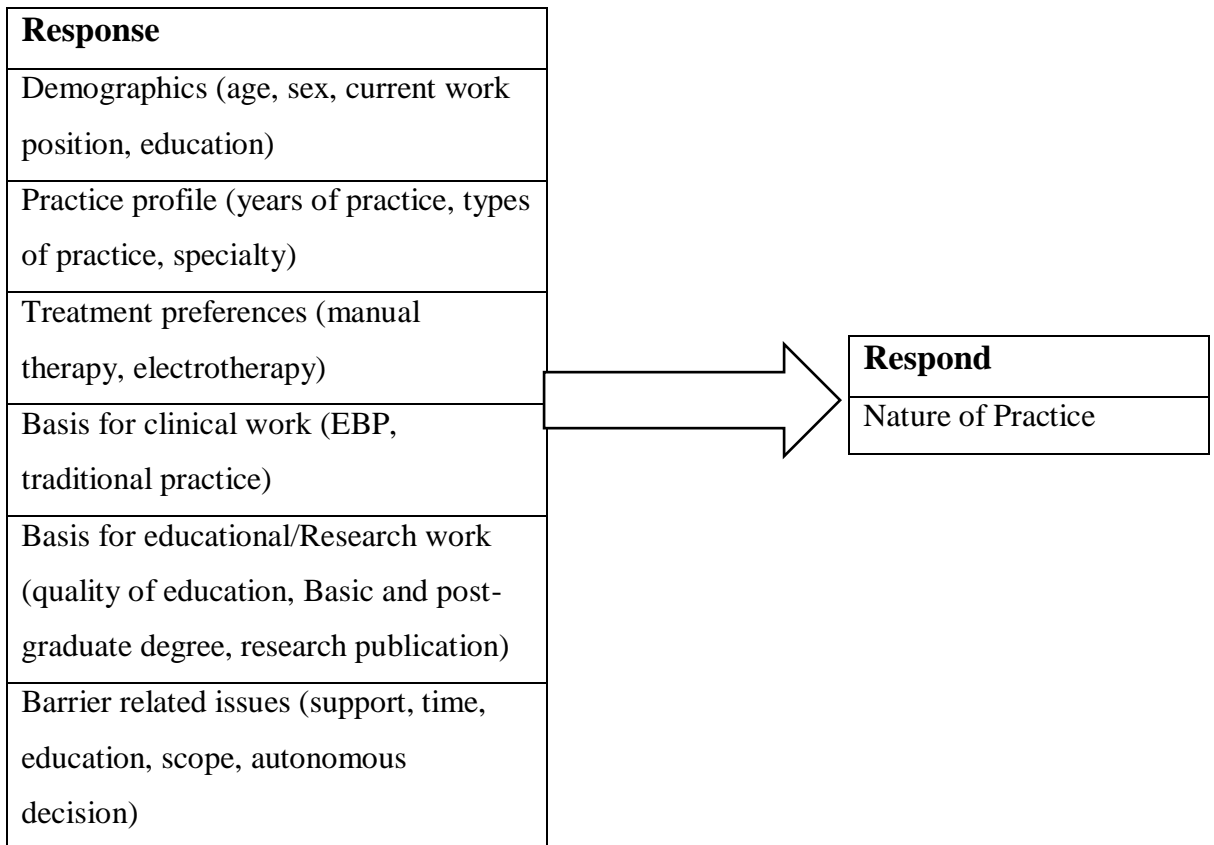 Response
Demographics (age, sex, current work
position, education)
Practice profile (years of practice, types
of practice, specialty)
Treatment preferences (manual
therapy, electrotherapy)
Basis for clinical work (EBP,
traditional practice)
Basis for educational/Research work
(quality of education, Basic and post-
graduate degree, research publication)
Barrier related issues (support, time,
education, scope, autonomous
decision)
Respond
Nature of Practice